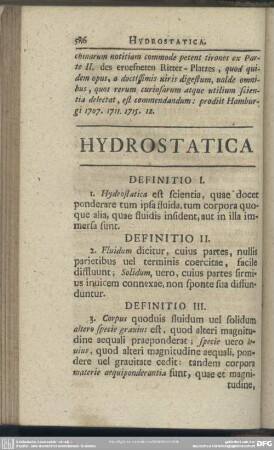 586 HYDROSTATICA.
chinarum notitiam commode petent tirones ex Par-
te II. des eroefneten Ritter-Platzes, quod qui-
dem opus, a doctissimis uiris digestum, ualde omni-
bus, quos rerum curiosarum atque utilium scien-
tia delectat, est commendandum: prodiit Hambur-
gi 1707. 1711. 1715. 12.
HYDROSTATICA
DEFINITIO I.
1. Hydrostatica est scientia, quae docet
ponderare tum ipsa fluida, tum corpora quo-
que alia, quae fluidis insident, aut in illa im-
mersa sunt.
DEFINITIO II.
2. Fluidum dicitur, cuius partes, nullis
parietibus uel terminis coercitae, facile
diffluunt; Solidum, uero, cuius partes firmi-
us inuicem connexae, non sponte sua diffun-
duntur.
DEFINITIO III.
3. Corpus quoduis fluidum uel solidum
altero specie grauius est, quod alteri magnitu-
dine aequali praeponderat; specie uero le-
uius, quod alteri magnitudine aequali, pon-
dere uel grauitate cedit: tandem corpora
materie aequiponderantia sunt, quae et magni-
tudine,
DFG